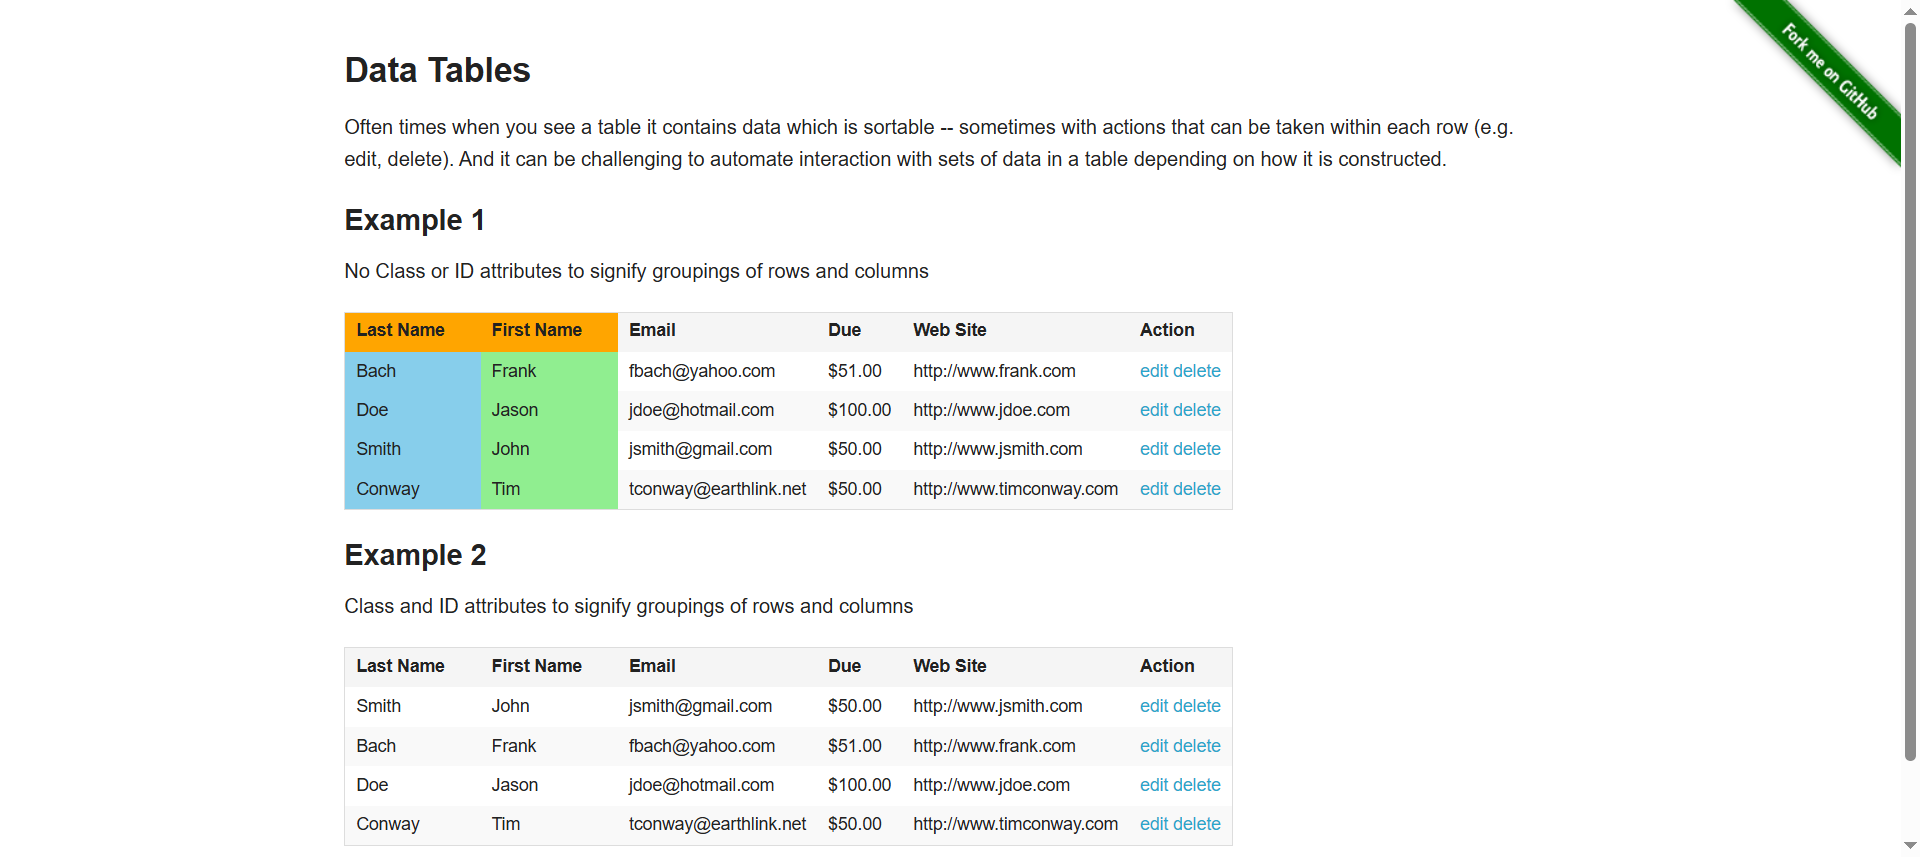 Fork me on GitHub
Data Tables
Often times when you see a table it contains data which is sortable -- sometimes with actions that can be taken within each row (e.g.
edit, delete). And it can be challenging to automate interaction with sets of data in a table depending on how it is constructed.
Example 1
No Class or ID attributes to signify groupings of rows and columns
Last Name First Name Email Due Web Site Action
Bach Frank fbach@yahoo.com $51.00 http://www.frank.com edit delete
Doe Jason jdoe@hotmail.com $100.00 http://www.jdoe.com edit delete
Smith John jsmith@gmail.com $50.00 http://www.jsmith.com edit delete
Conway Tim tconway@earthlink.net $50.00 http://www.timconway.com edit delete
Example 2
Class and ID attributes to signify groupings of rows and columns
Last Name First Name Email Due Web Site Action
Smith John jsmith@gmail.com $50.00 http://www.jsmith.com edit delete
Bach Frank fbach@yahoo.com $51.00 http://www.frank.com edit delete
Doe Jason jdoe@hotmail.com $100.00 http://www.jdoe.com edit delete
Conway Tim tconway@earthlink.net $50.00 http://www.timconway.com edit delete